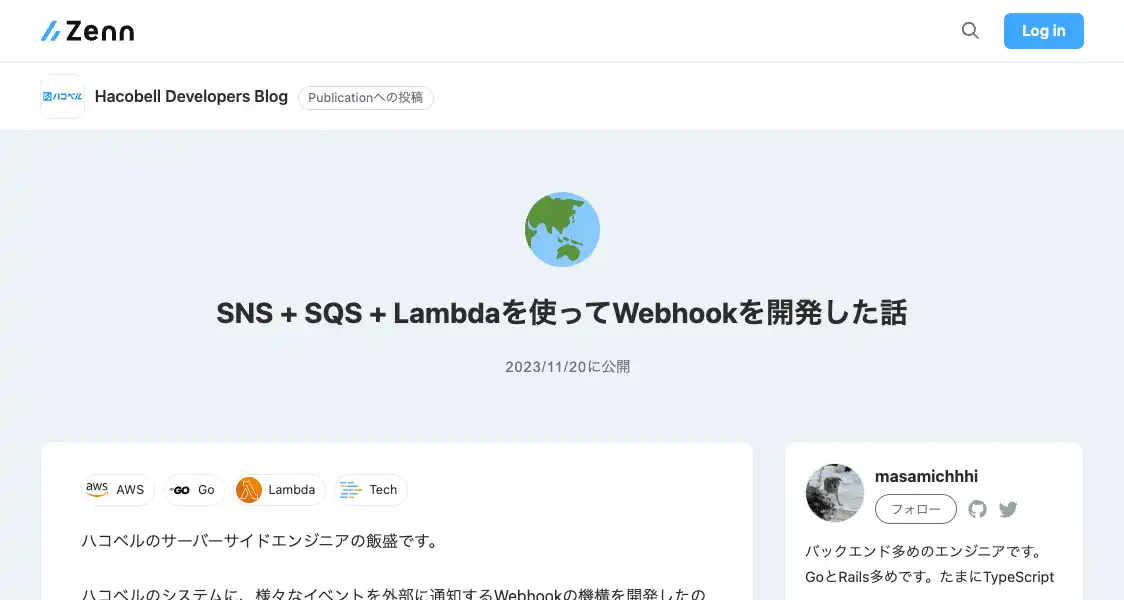 Zenn
Log in
ハコベル
Hacobell Developers Blog
Publicationへの投稿
SNS + SQS + Lambdaを使ってWebhookを開発した話
2023/11/20に公開
aws AWS
GO Go
Lambda
Tech
ハコベルのサーバーサイドエンジニアの飯盛です。
ハコベルのシステムに、様々なイベントを外部に通知するWebhookの機構を開発したの
masamichhhi
フォロー
バックエンド多めのエンジニアです。
GoとRails多めです。たまにTypeScript